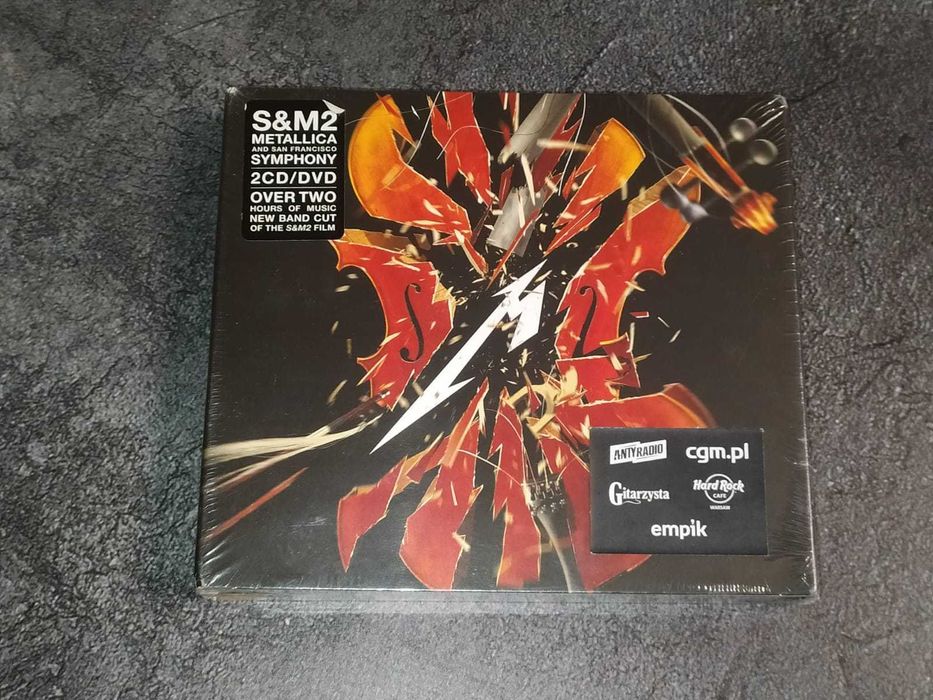 S&M2
METALLICA
AND SAN FRANCISCO
SYMPHONY
2CD/DVD
OVER TWO
HOURS OF MUSIC
NEW BAND CUT
OF THE S&M2 FILM
ANTYRADIO
cgm.pl
Gitarzysta
Hard Rock
CAFE
WARSAW
empik